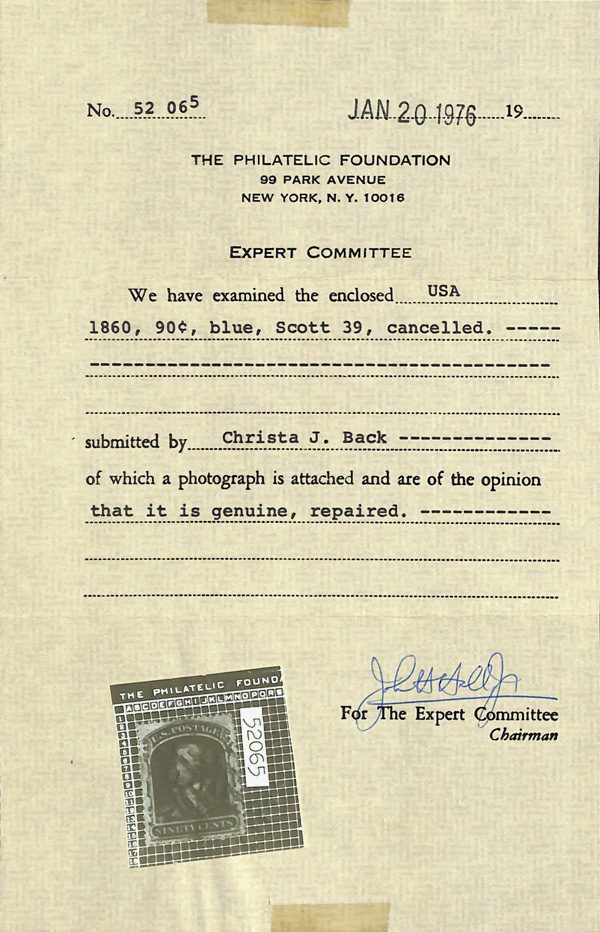 No. 52 065 JAN 20 1976 19
THE PHILATELIC FOUNDATION
99 PARK AVENUE
NEW YORK, N. Y. 10016
EXPERT COMMITTEE
We have examined the enclosed USA
1860, 90¢, blue, Scott 39, cancelled. -----
submitted by Christa J. Back --------------
of which a photograph is attached and are of the opinion
that it is genuine, repaired. ------------
For The Expert Committee
Chairman
THE PHILATELIC FOUND
ABCDEFGHIJKLMNOPQRS
52065
U.S. POSTAGE
NINETY CENTS